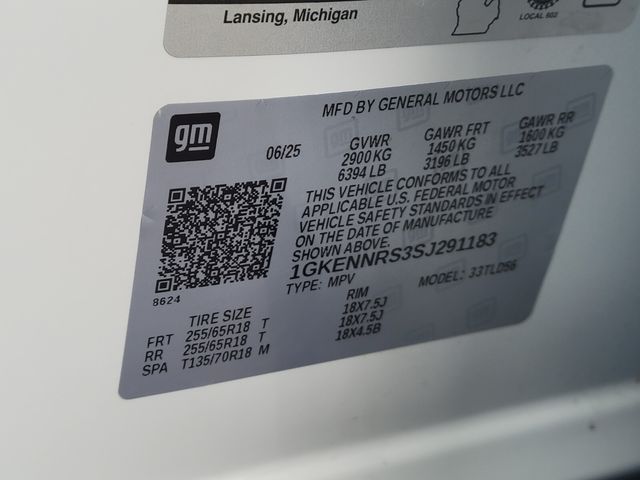 Lansing, Michigan
LOCAL 602
MFD BY GENERAL MOTORS LLC
gm
06/25
GVWR GAWR FRT GAWR RR
2900 KG 1450 KG 1600 KG
6394 LB 3196 LB 3527 LB
THIS VEHICLE CONFORMS TO ALL
APPLICABLE U.S. FEDERAL MOTOR
VEHICLE SAFETY STANDARDS IN EFFECT
ON THE DATE OF MANUFACTURE
SHOWN ABOVE.
1GKENNRS3SJ291183
TYPE: MPV MODEL: 33TLD56
8624
TIRE SIZE RIM
FRT 255/65R18 T 18X7.5J
RR 255/65R18 T 18X7.5J
SPA T135/70R18 M 18X4.5B